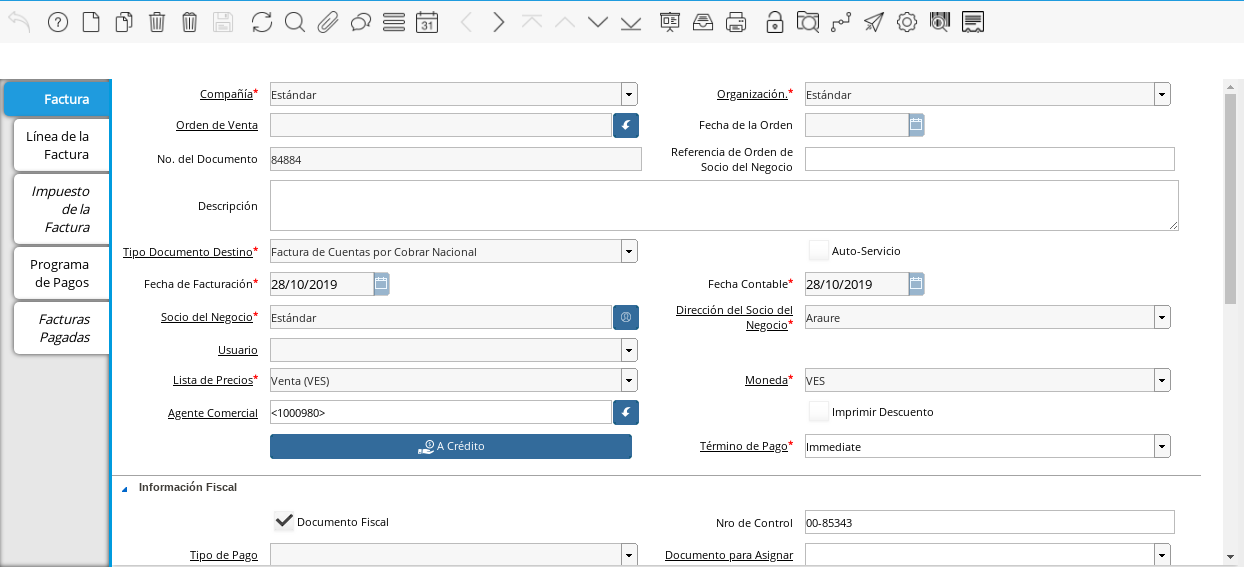 31
Factura
Línea de la
Factura
Impuesto
de la
Factura
Programa
de Pagos
Facturas
Pagadas
Compañía* Estándar Organización.* Estándar
Orden de Venta Fecha de la Orden
No. del Documento 84884 Referencia de Orden de
Socio del Negocio
Descripción
Tipo Documento Destino* Factura de Cuentas por Cobrar Nacional Auto-Servicio
Fecha de Facturación* 28/10/2019 Fecha Contable* 28/10/2019
Socio del Negocio* Estándar Dirección del Socio del
Negocio* Araure
Usuario
Lista de Precios* Venta (VES) Moneda* VES
Agente Comercial <1000980> Imprimir Descuento
A Crédito Término de Pago* Immediate
Información Fiscal
Documento Fiscal Nro de Control 00-85343
Tipo de Pago Documento para Asignar